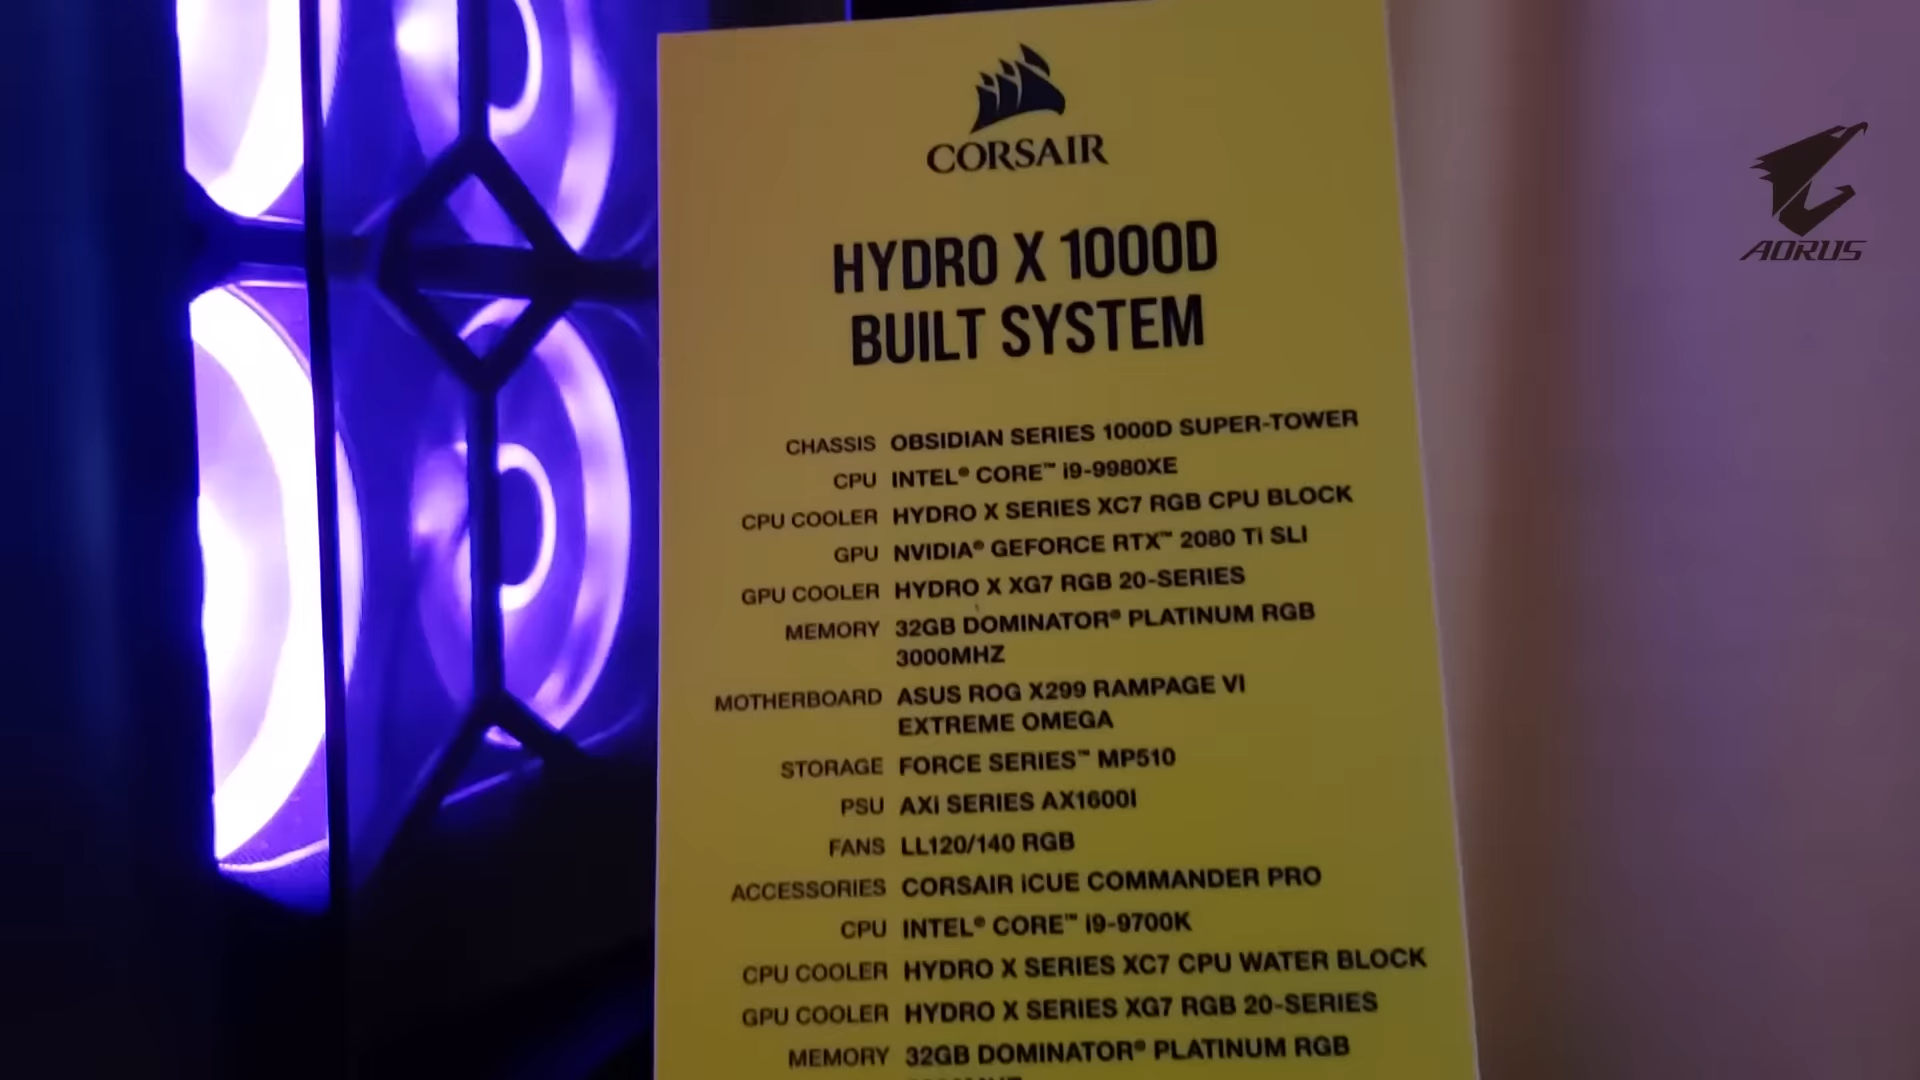 CORSAIR
AORUS
HYDRO X 1000D
BUILT SYSTEM
CHASSIS OBSIDIAN SERIES 1000D SUPER-TOWER
CPU INTEL® CORE™ i9-9980XE
CPU COOLER HYDRO X SERIES XC7 RGB CPU BLOCK
GPU NVIDIA® GEFORCE RTX™ 2080 Ti SLI
GPU COOLER HYDRO X XG7 RGB 20-SERIES
MEMORY 32GB DOMINATOR® PLATINUM RGB
3000MHZ
MOTHERBOARD ASUS ROG X299 RAMPAGE VI
EXTREME OMEGA
STORAGE FORCE SERIES™ MP510
PSU AXi SERIES AX1600I
FANS LL120/140 RGB
ACCESSORIES CORSAIR iCUE COMMANDER PRO
CPU INTEL® CORE™ i9-9700K
CPU COOLER HYDRO X SERIES XC7 CPU WATER BLOCK
GPU COOLER HYDRO X SERIES XG7 RGB 20-SERIES
MEMORY 32GB DOMINATOR® PLATINUM RGB